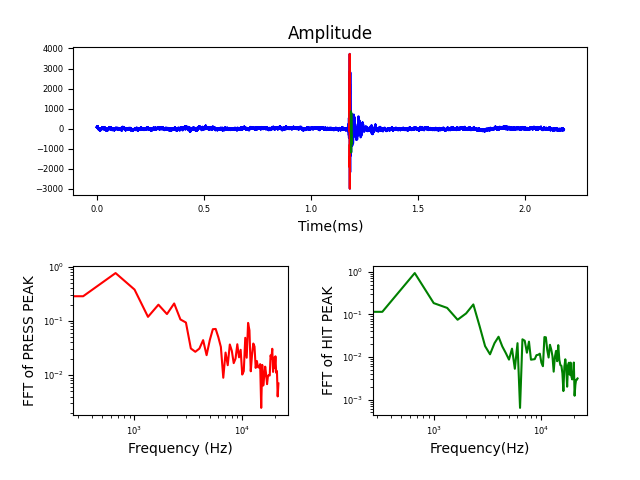 Amplitude
4000
3000
2000
1000
0
−1000
−2000
−3000
0.0 0.5 1.0 1.5 2.0
Time(ms)
FFT of PRESS PEAK
10⁰
10⁻¹
10⁻²
10³ 10⁴
Frequency (Hz)
FFT of HIT PEAK
10⁰
10⁻¹
10⁻²
10⁻³
10³ 10⁴
Frequency(Hz)